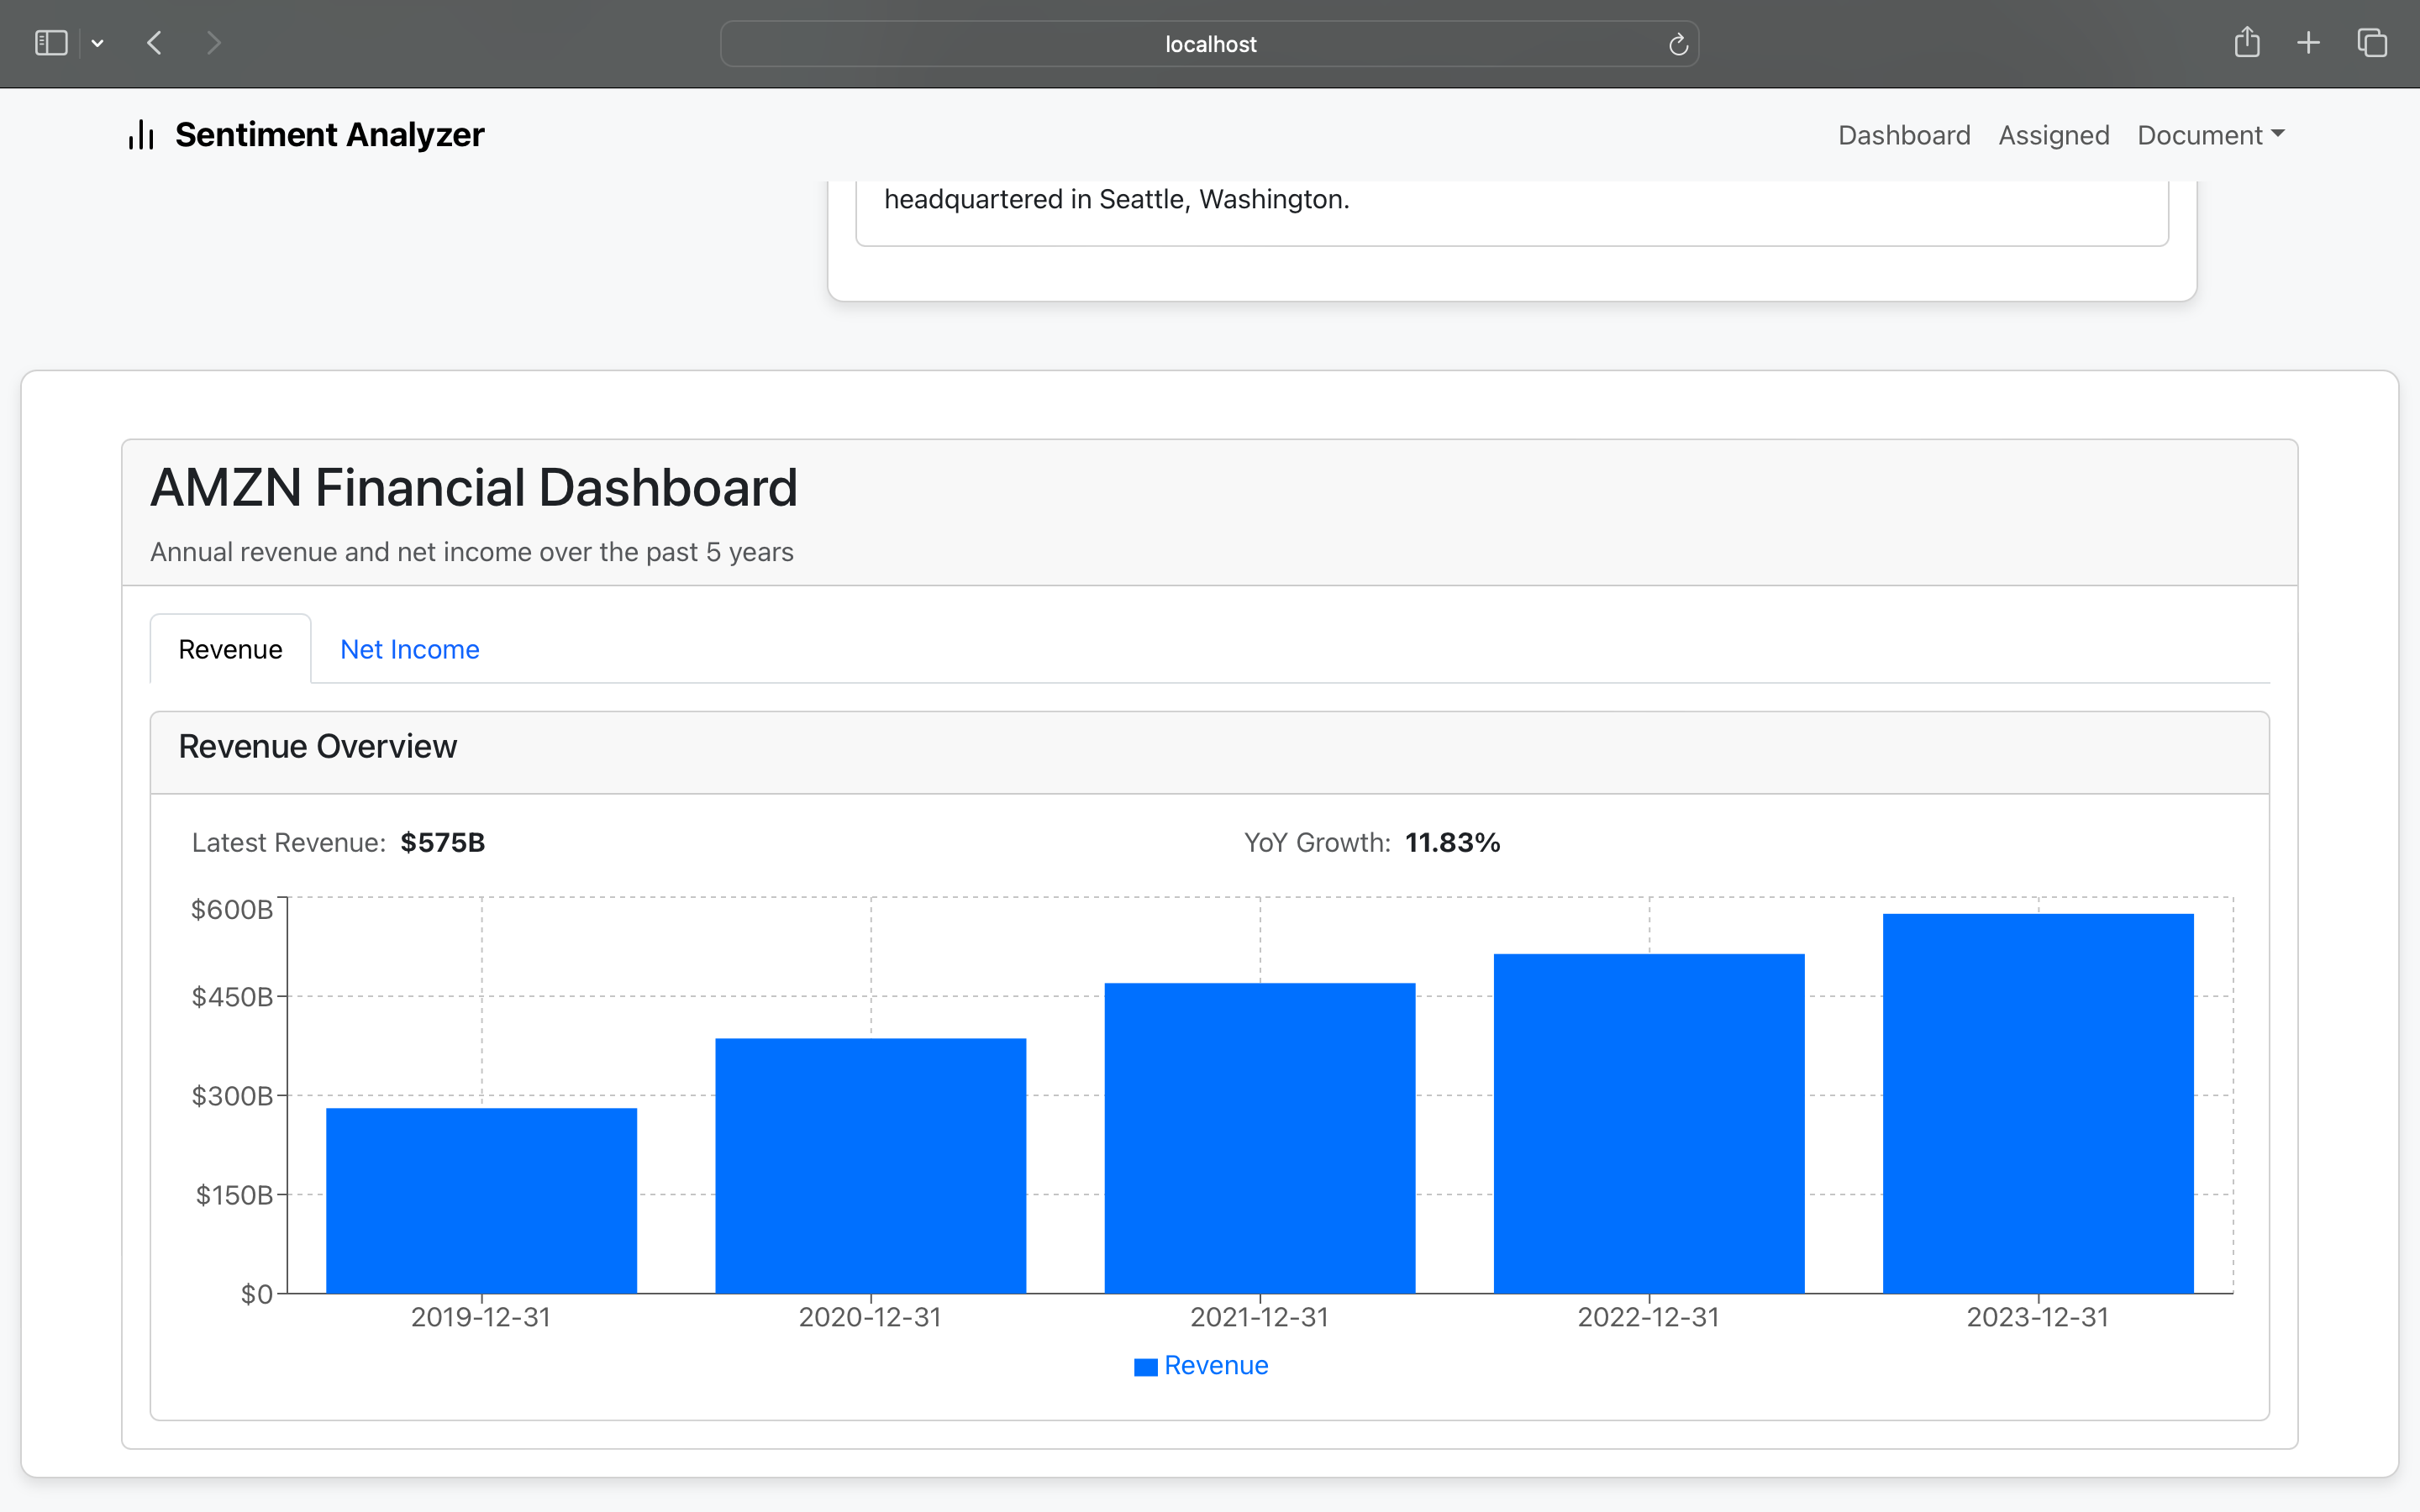 localhost
Sentiment Analyzer
Dashboard Assigned Document
headquartered in Seattle, Washington.
AMZN Financial Dashboard
Annual revenue and net income over the past 5 years
Revenue Net Income
Revenue Overview
Latest Revenue: $575B YoY Growth: 11.83%
$600B
$450B
$300B
$150B
$0
2019-12-31 2020-12-31 2021-12-31 2022-12-31 2023-12-31
Revenue